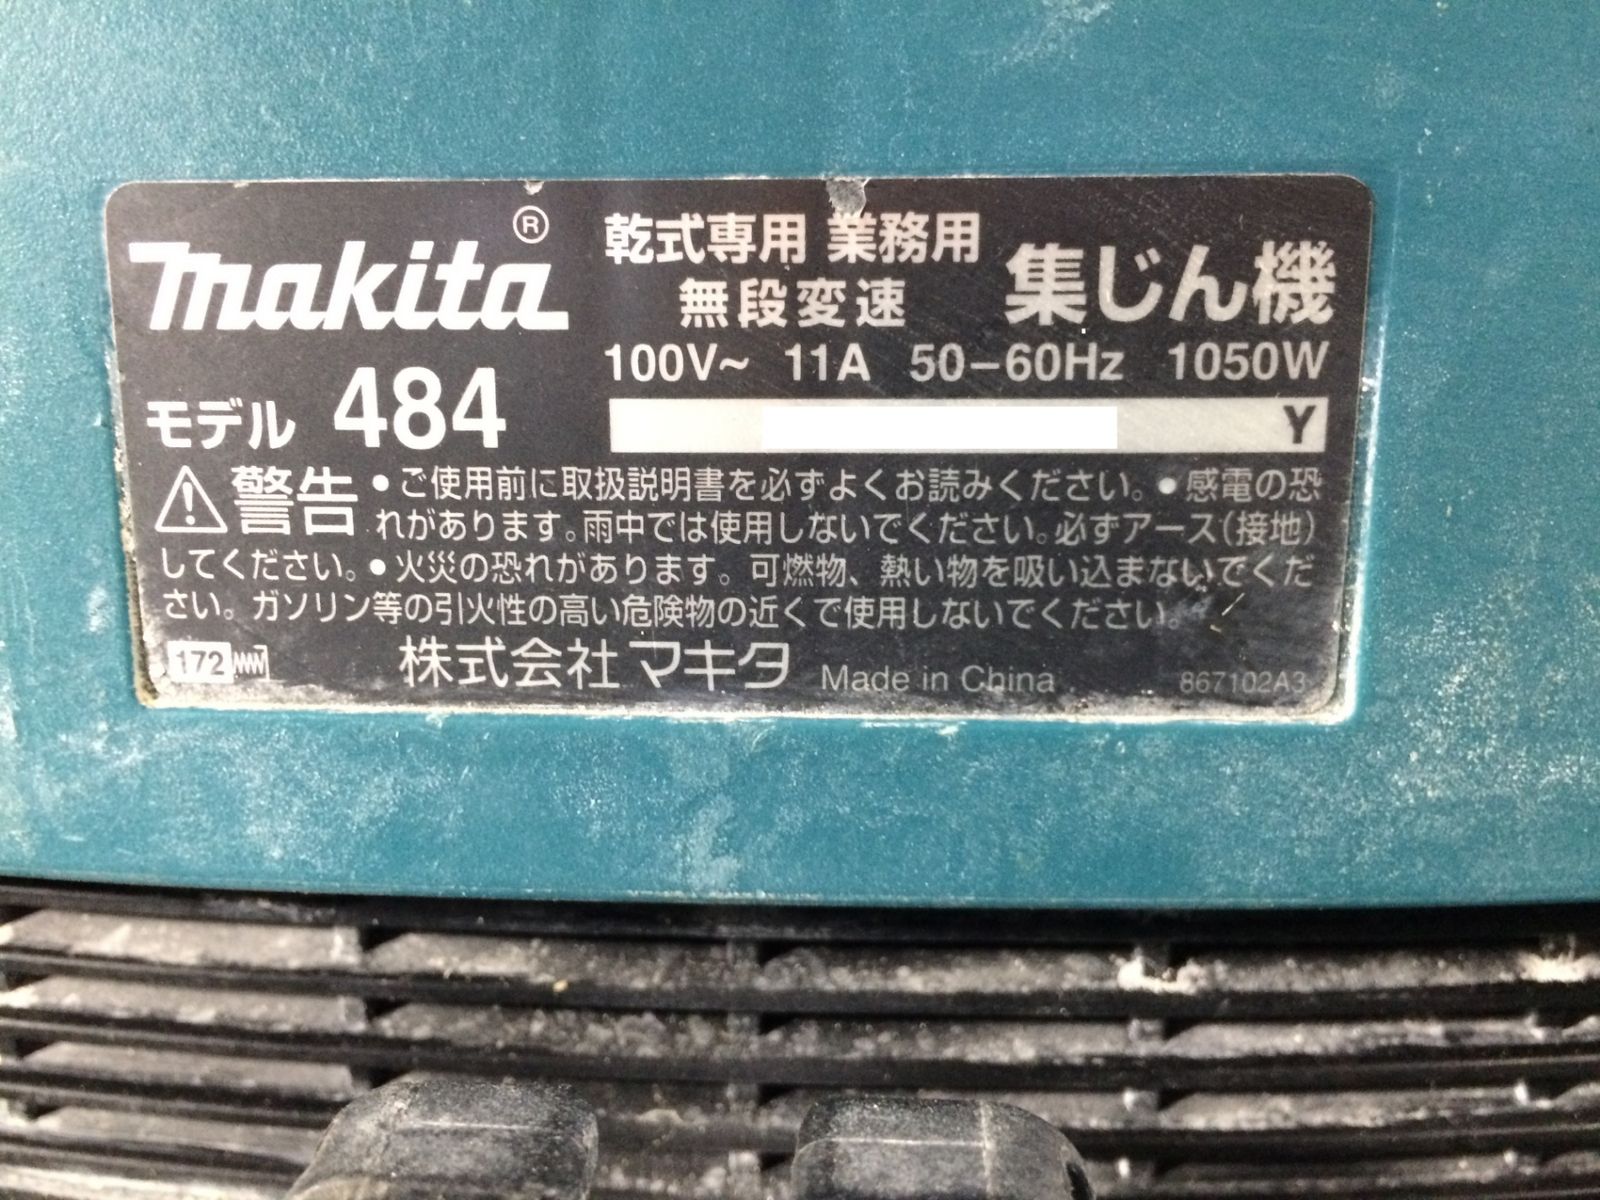 makita®
乾式専用 業務用
無段変速
集じん機
100V~ 11A 50-60Hz 1050W
モデル 484
Y
警告 ●ご使用前に取扱説明書を必ずよくお読みください。●感電の恐
れがあります。雨中では使用しないでください。必ずアース(接地)
してください。●火災の恐れがあります。可燃物、熱い物を吸い込まないでくだ
さい。ガソリン等の引火性の高い危険物の近くで使用しないでください。
172
株式会社マキタ Made in China 867102A3